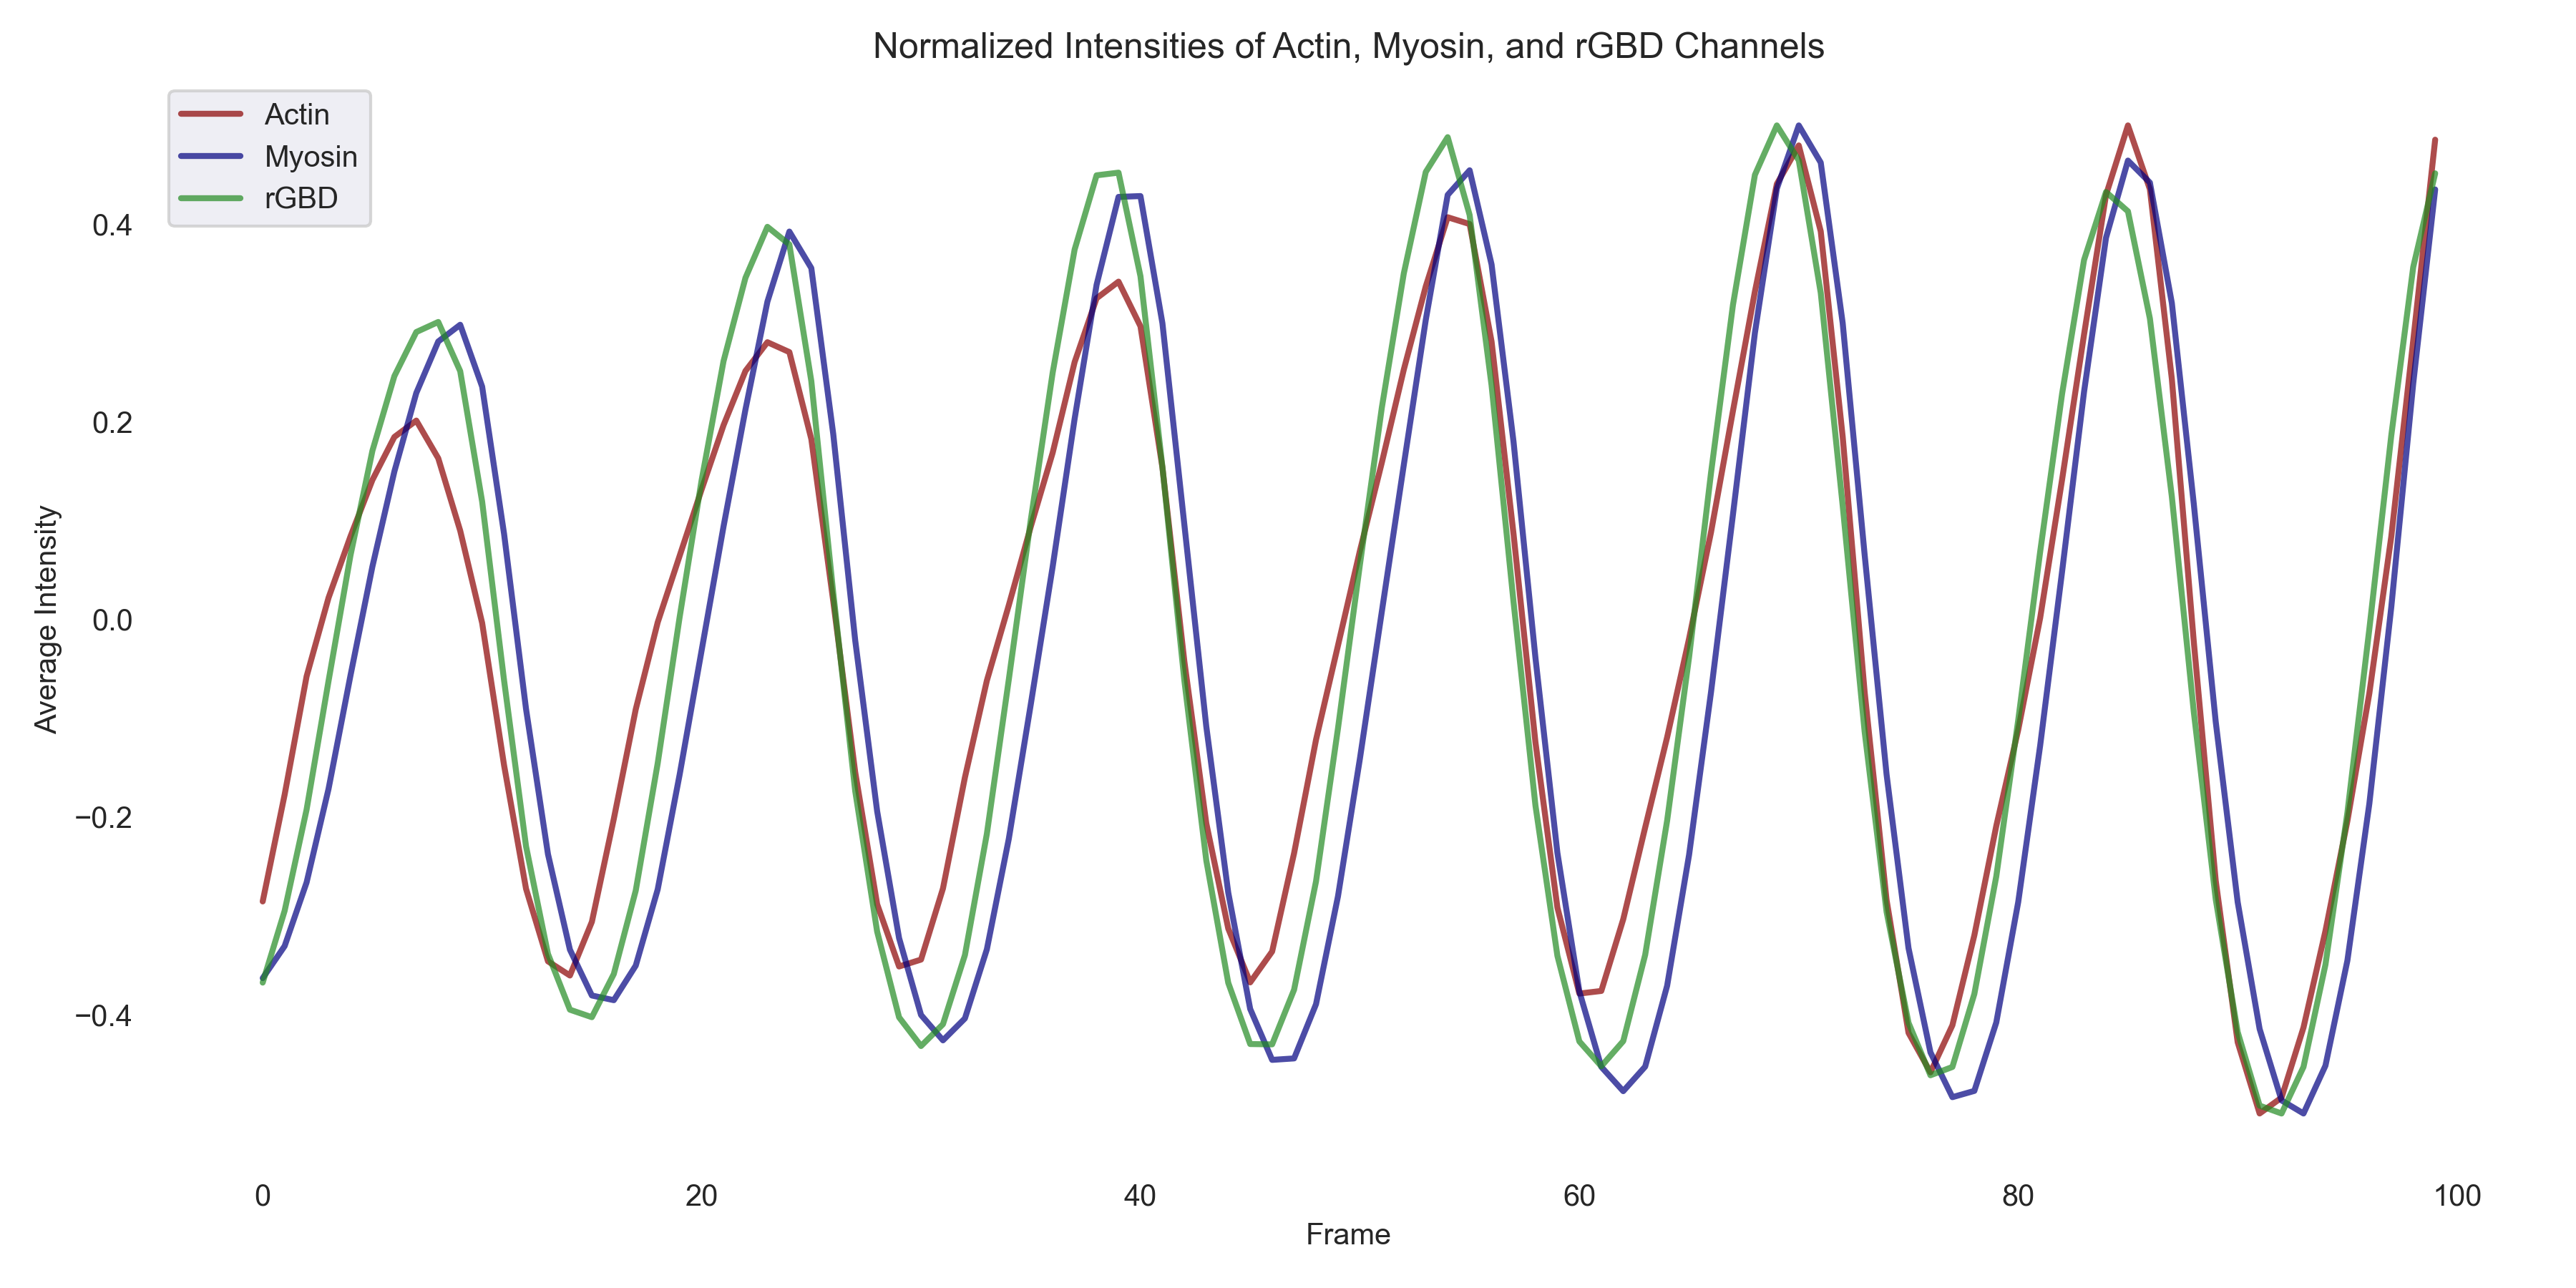 Normalized Intensities of Actin, Myosin, and rGBD Channels
Actin
Myosin
rGBD
0.4
0.2
0.0
−0.2
−0.4
Average Intensity
0 20 40 60 80 100
Frame